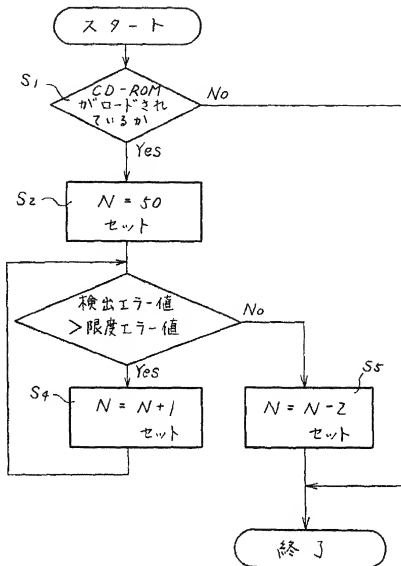 スタート
S1
CD-ROM
がロードされ
ているか
No
Yes
S2
N = 50
セット
検出エラー値
>限度エラー値
No
Yes
S4
N = N+1
セット
S5
N = N-2
セット
終了